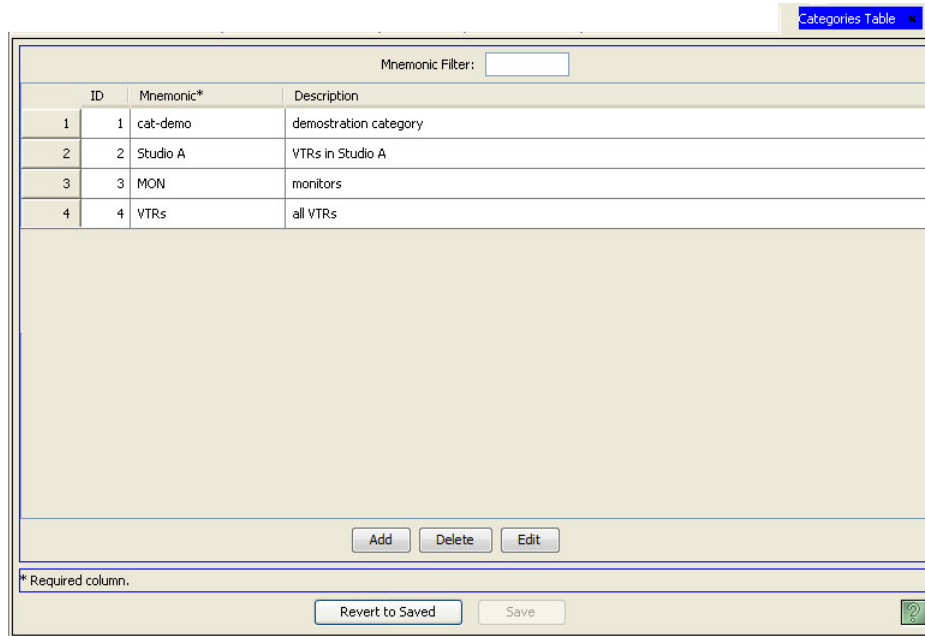 Categories Table ×
Mnemonic Filter:
ID Mnemonic* Description
1 1 cat-demo demostration category
2 2 Studio A VTRs in Studio A
3 3 MON monitors
4 4 VTRs all VTRs
Add Delete Edit
* Required column.
Revert to Saved Save ?